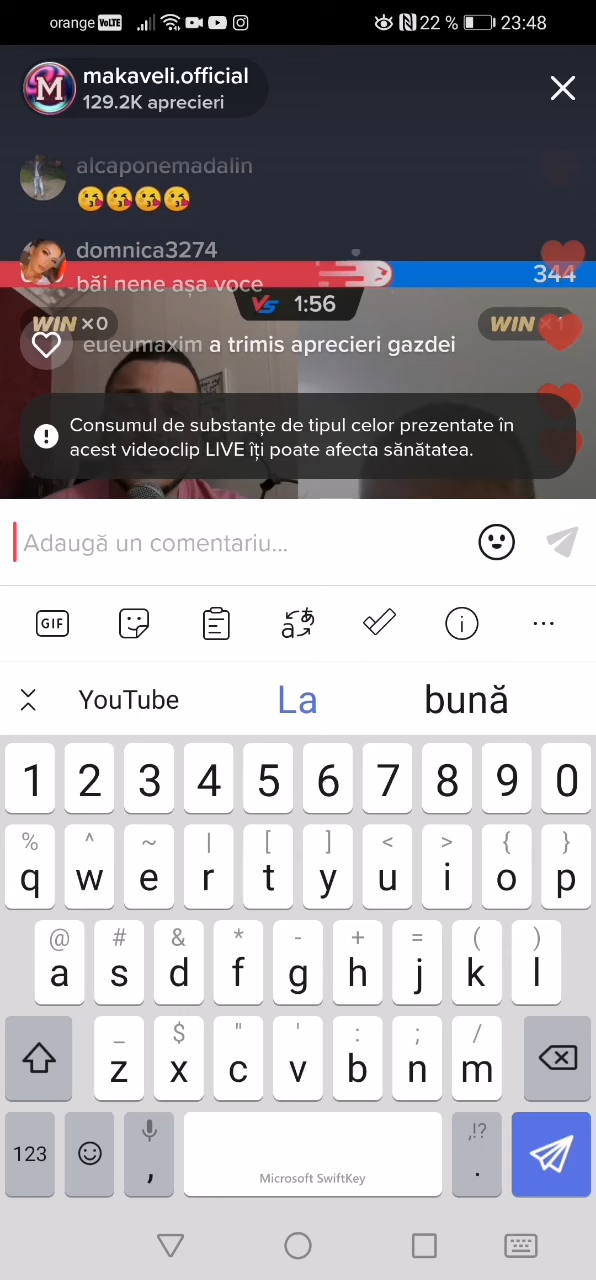 orange VoLTE 22 % 23:48
makaveli.official
129.2K aprecieri
alcaponemadalin
😘😘😘😘
domnica3274
băi nene așa voce
344
VS 1:56
WIN ×0
WIN ×1
eueumaxim a trimis aprecieri gazdei
Consumul de substanțe de tipul celor prezentate în
acest videoclip LIVE îți poate afecta sănătatea.
Adaugă un comentariu...
GIF
YouTube La bună
1 2 3 4 5 6 7 8 9 0
% ^ ~ | [ ] < > { }
q w e r t y u i o p
@ # & * - + = ( )
a s d f g h j k l
_ $ " ' : ; /
z x c v b n m
,!?
123 , Microsoft SwiftKey .